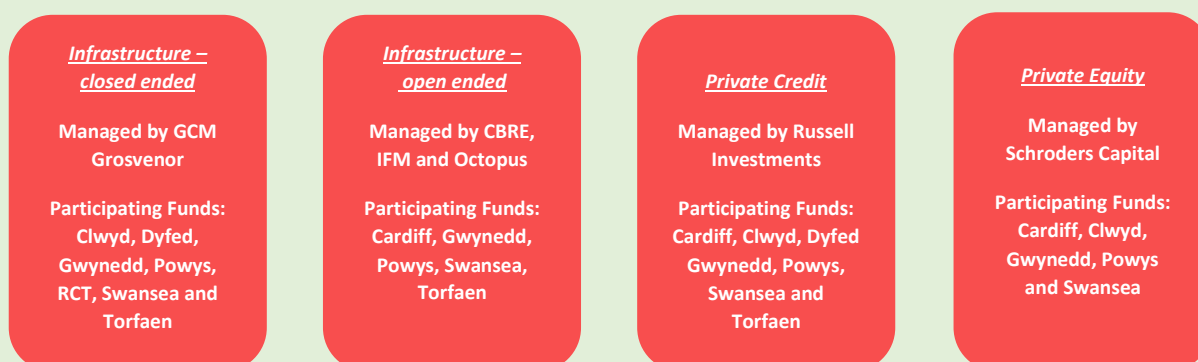 Infrastructure –
closed ended
Managed by GCM
Grosvenor
Participating Funds:
Clwyd, Dyfed,
Gwynedd, Powys,
RCT, Swansea and
Torfaen
Infrastructure –
open ended
Managed by CBRE,
IFM and Octopus
Participating Funds:
Cardiff, Gwynedd,
Powys, Swansea,
Torfaen
Private Credit
Managed by Russell
Investments
Participating Funds:
Cardiff, Clwyd, Dyfed
Gwynedd, Powys,
Swansea and
Torfaen
Private Equity
Managed by
Schroders Capital
Participating Funds:
Cardiff, Clwyd,
Gwynedd, Powys
and Swansea